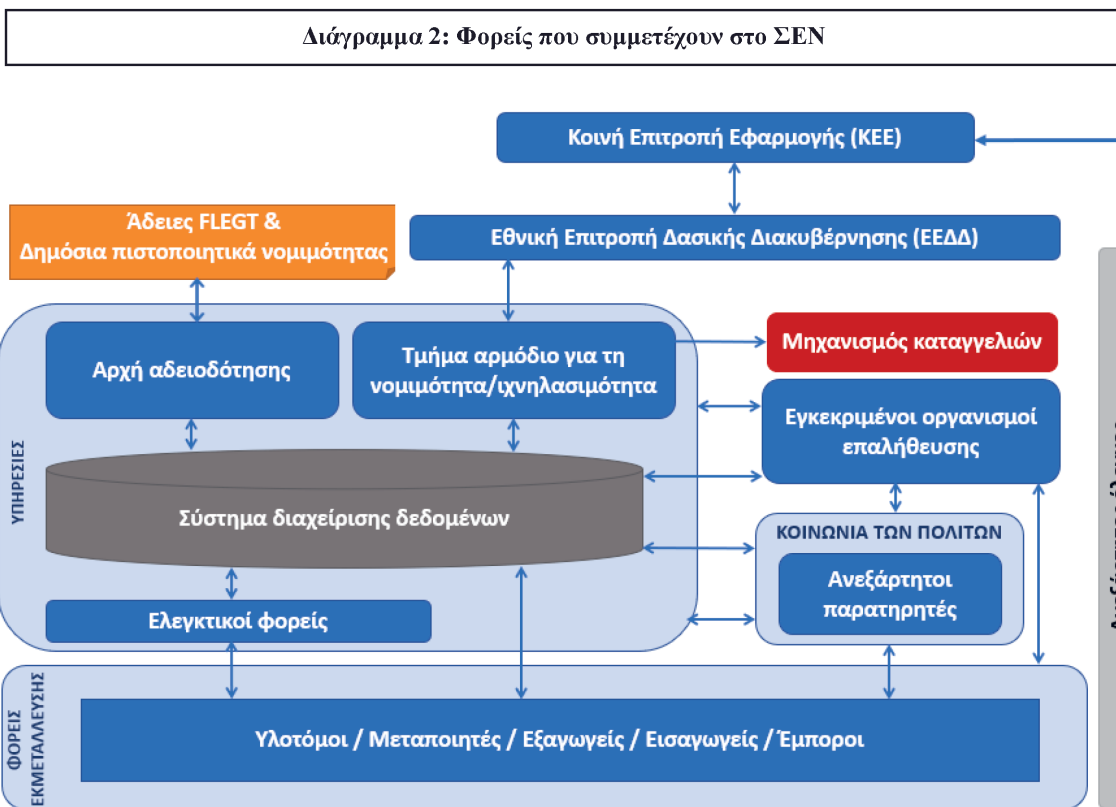 Διάγραμμα 2: Φορείς που συμμετέχουν στο ΣΕΝ
Κοινή Επιτροπή Εφαρμογής (ΚΕΕ)
Άδειες FLEGT &
Δημόσια πιστοποιητικά νομιμότητας
Εθνική Επιτροπή Δασικής Διακυβέρνησης (ΕΕΔΔ)
Αρχή αδειοδότησης
Τμήμα αρμόδιο για τη
νομιμότητα/ιχνηλασιμότητα
Μηχανισμός καταγγελιών
Εγκεκριμένοι οργανισμοί
επαλήθευσης
ΥΠΗΡΕΣΙΕΣ
Σύστημα διαχείρισης δεδομένων
ΚΟΙΝΩΝΙΑ ΤΩΝ ΠΟΛΙΤΩΝ
Ανεξάρτητοι
παρατηρητές
Ελεγκτικοί φορείς
ΦΟΡΕΙΣ
ΕΚΜΕΤΑΛΛΕΥΣΗΣ
Υλοτόμοι / Μεταποιητές / Εξαγωγείς / Εισαγωγείς / Έμποροι